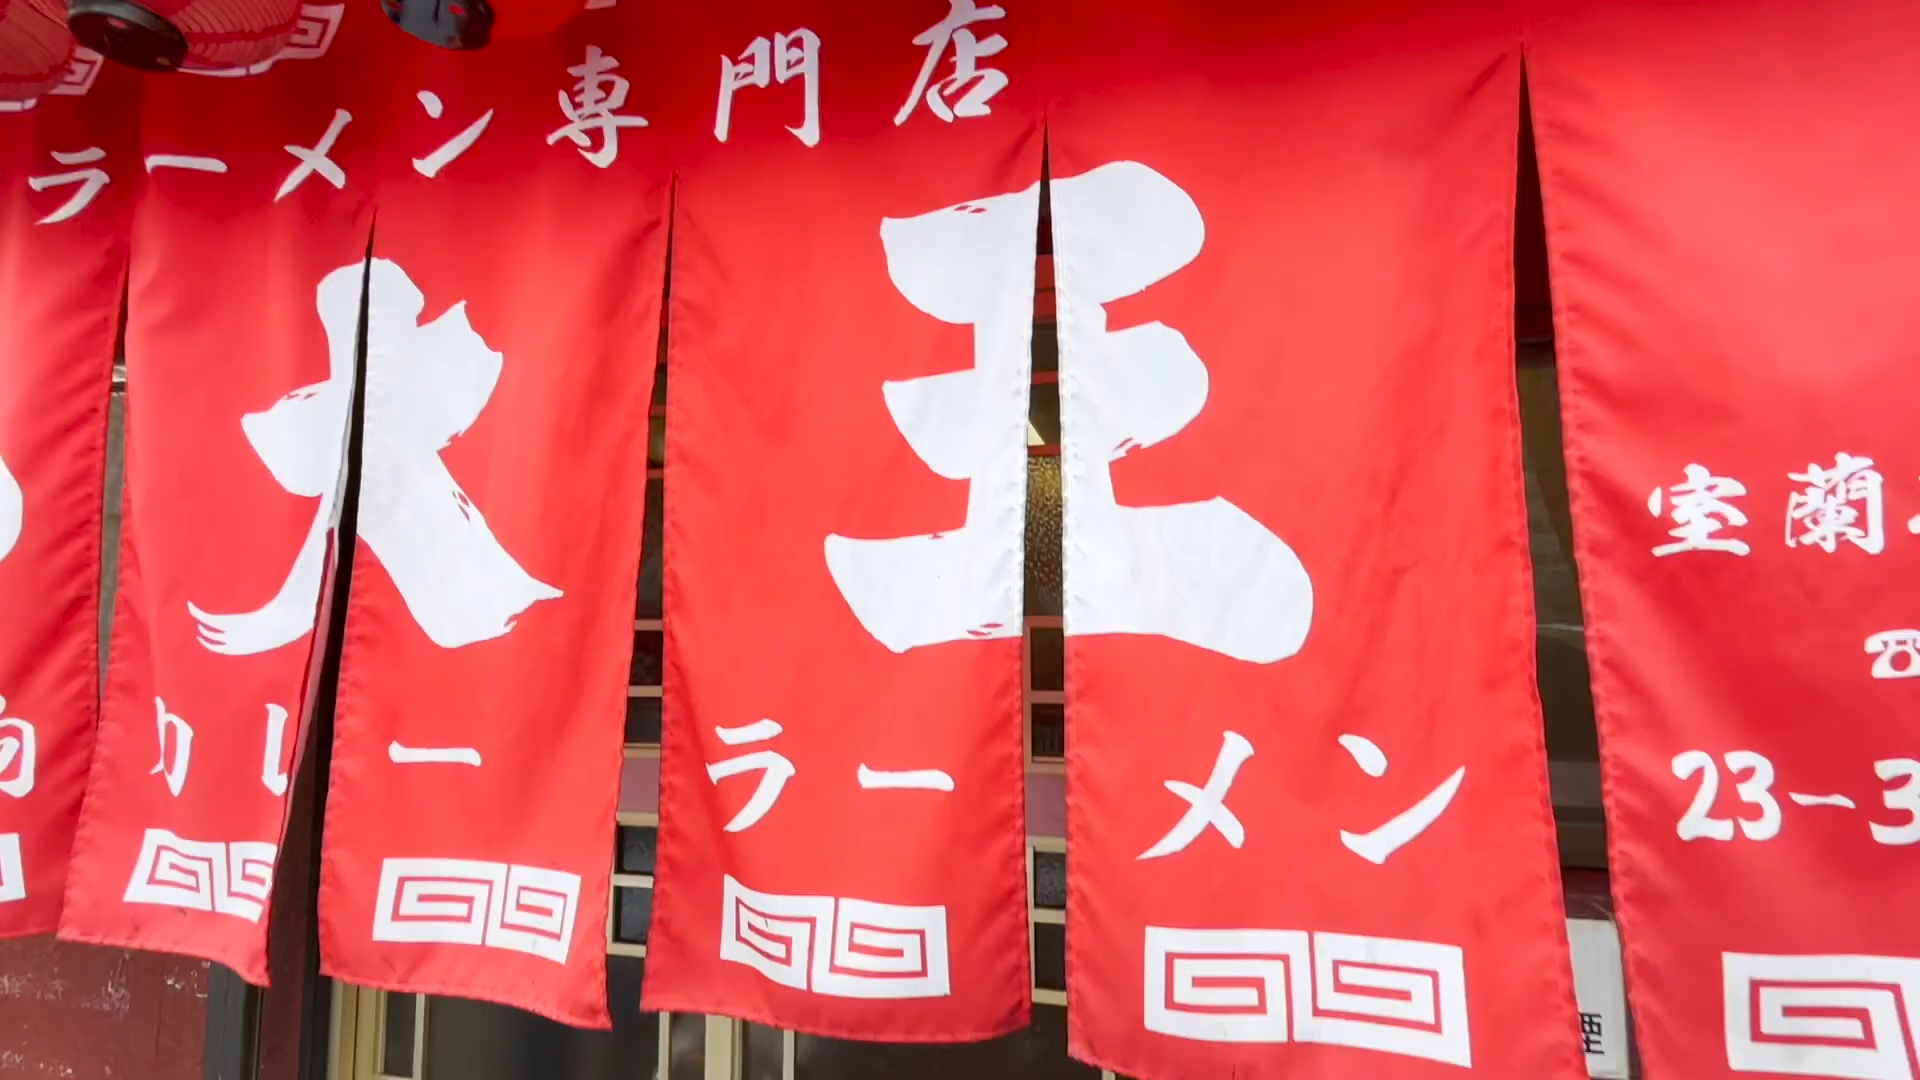 ラーメン専門店
大王
カレーラーメン
室蘭
☎
23-3